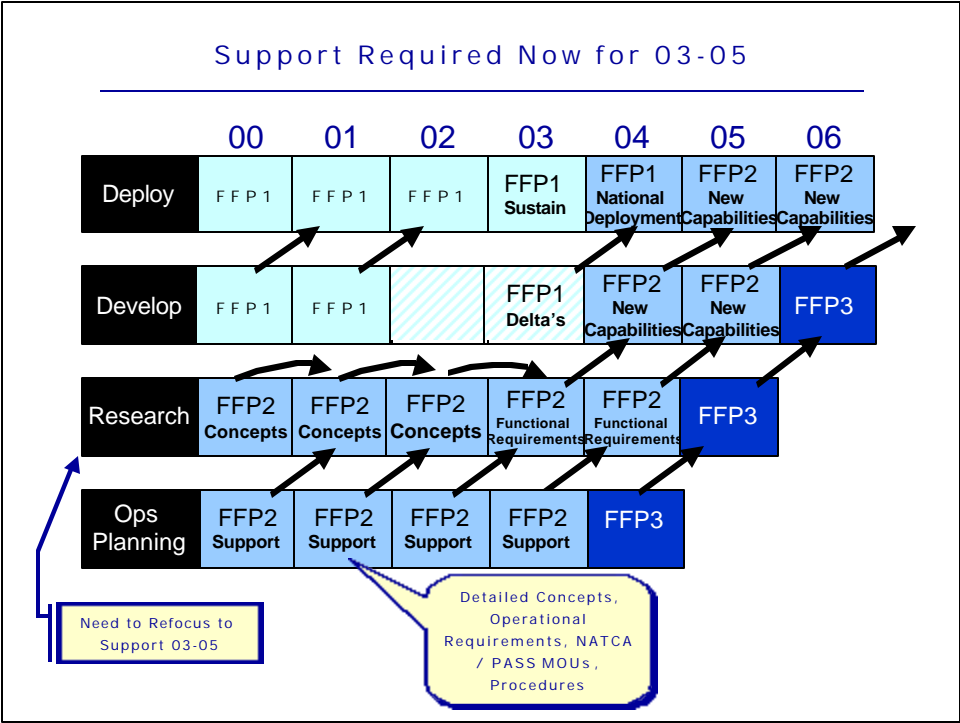 Support Required Now for 03-05
00 01 02 03 04 05 06
Deploy
FFP1
FFP1
FFP1
FFP1
Sustain
FFP1
National
Deployment
FFP2
New
Capabilities
FFP2
New
Capabilities
Develop
FFP1
FFP1
FFP1
Delta's
FFP2
New
Capabilities
FFP2
New
Capabilities
FFP3
Research
FFP2
Concepts
FFP2
Concepts
FFP2
Concepts
FFP2
Functional
Requirements
FFP2
Functional
Requirements
FFP3
Ops
Planning
FFP2
Support
FFP2
Support
FFP2
Support
FFP2
Support
FFP3
Need to Refocus to
Support 03-05
Detailed Concepts,
Operational
Requirements, NATCA
/ PASS MOUs,
Procedures